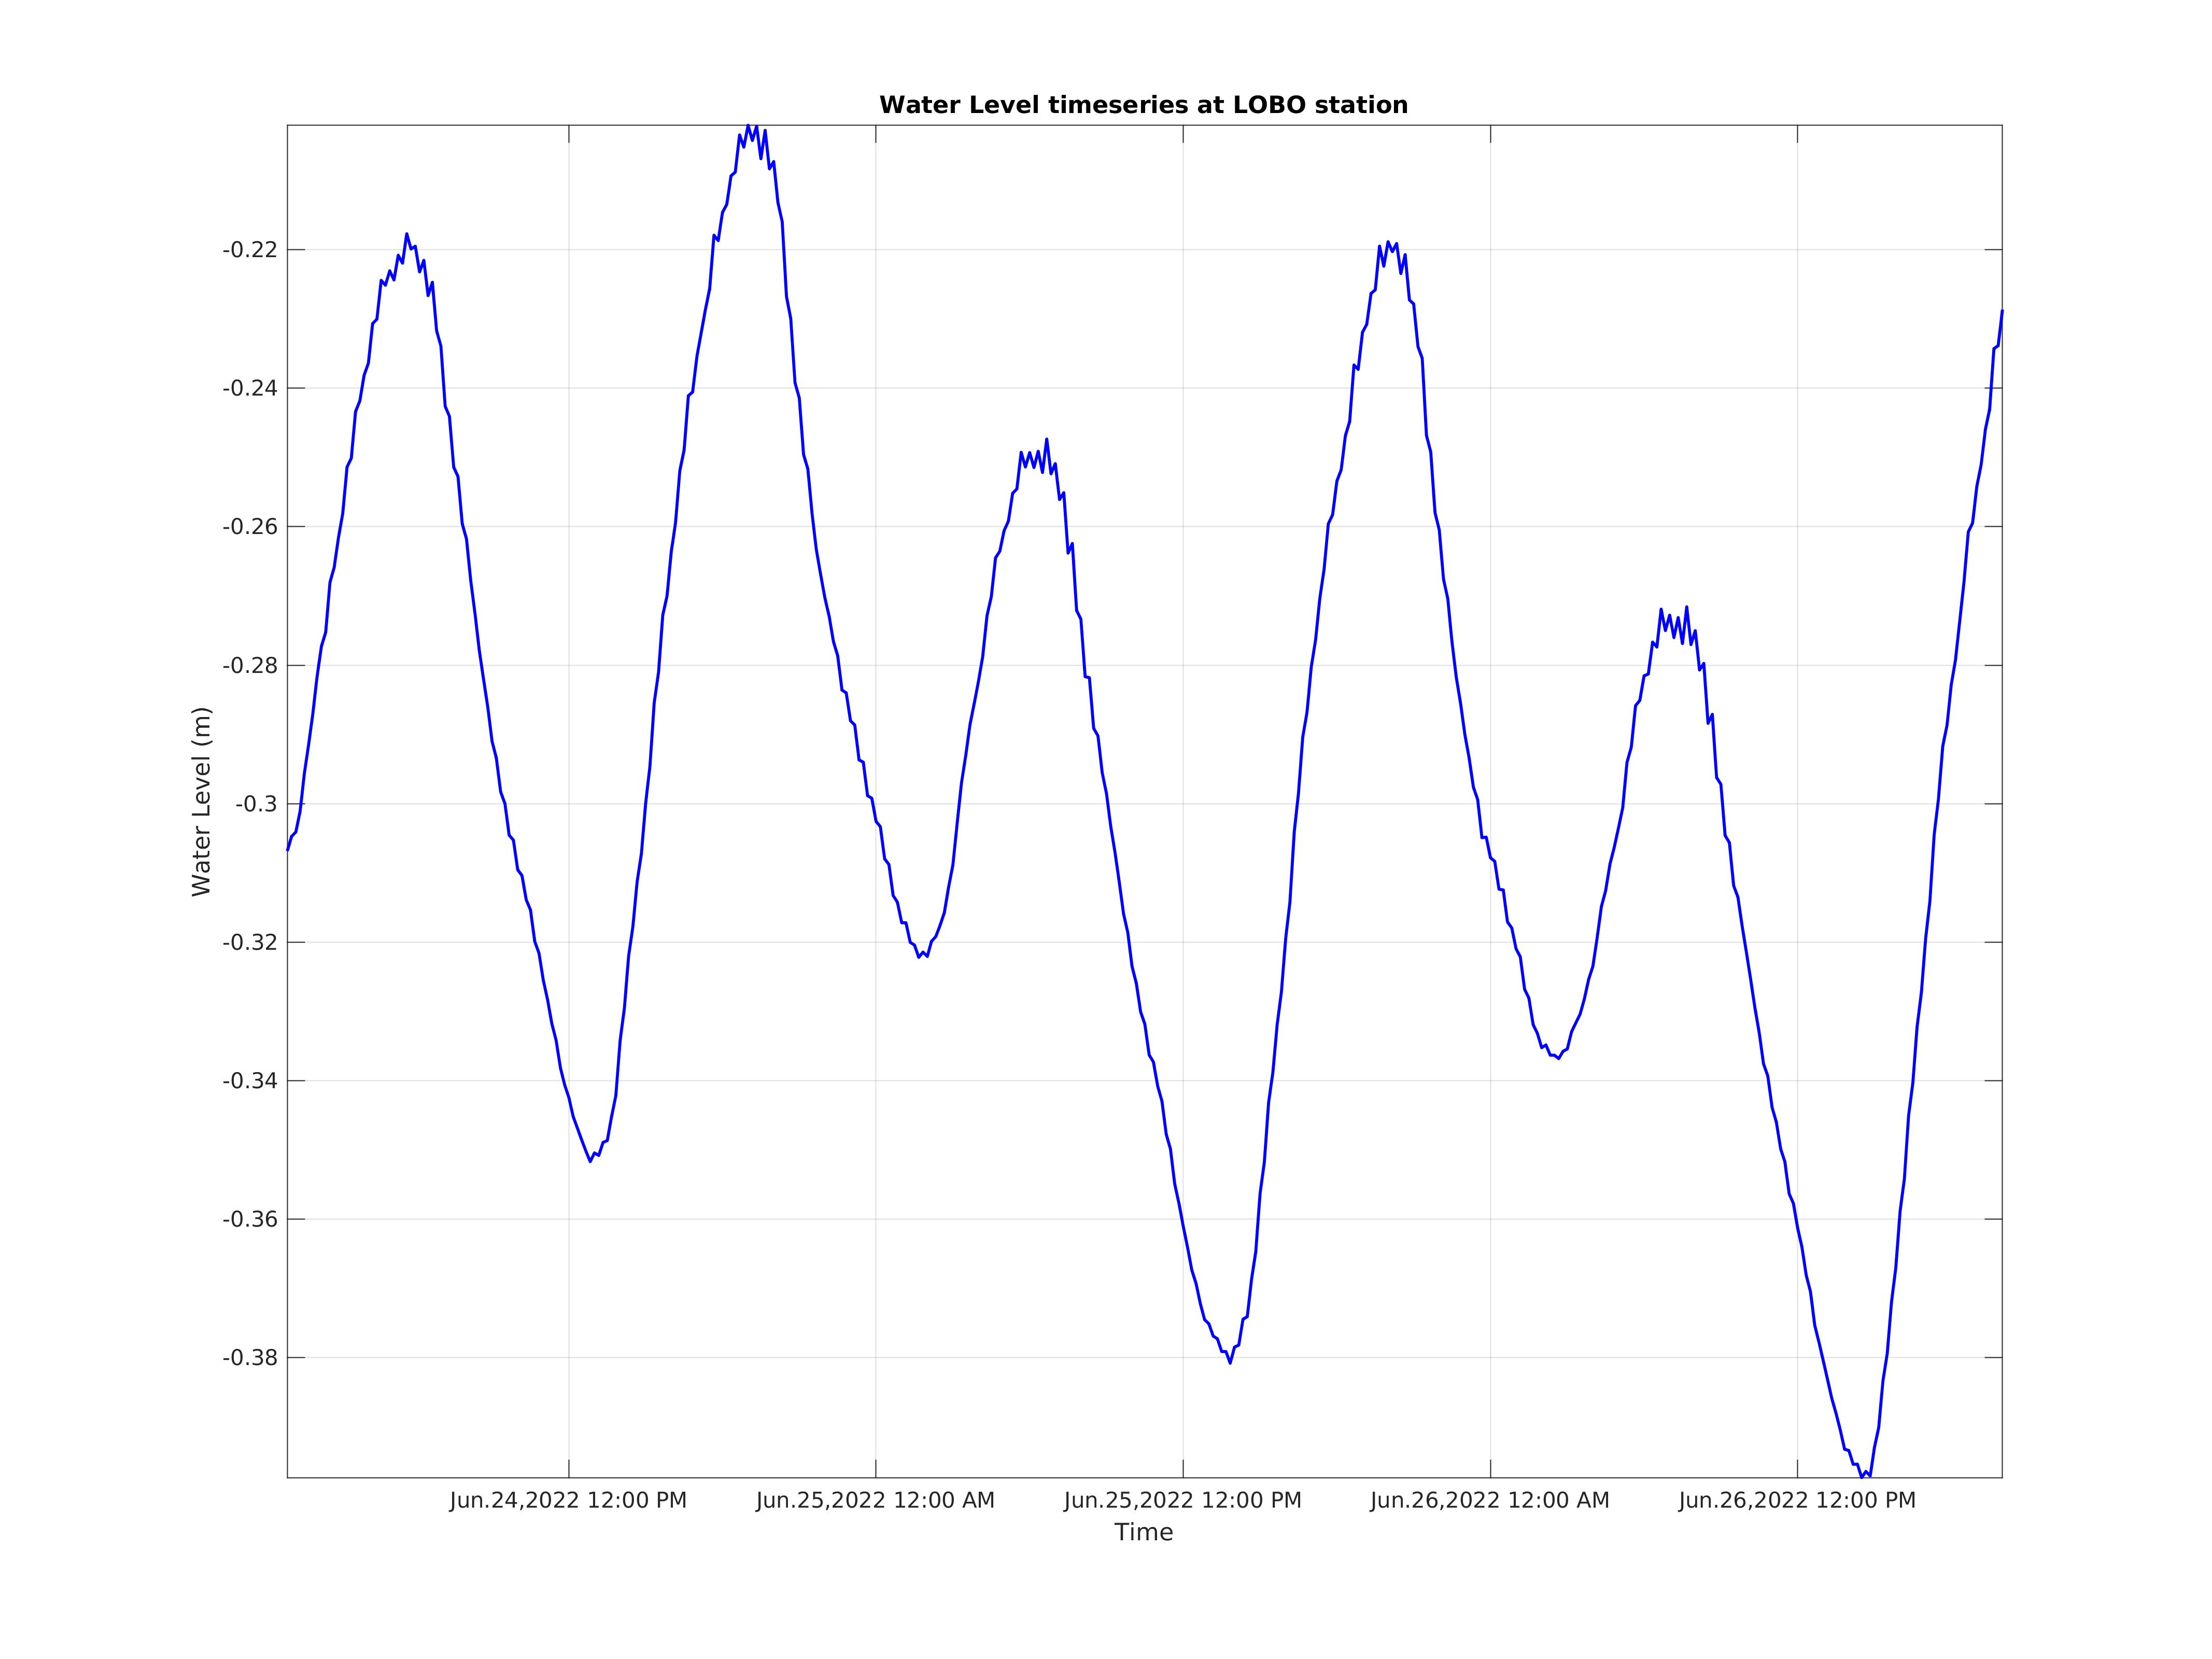 Water Level timeseries at LOBO station
-0.22
-0.24
-0.26
-0.28
-0.3
-0.32
-0.34
-0.36
-0.38
Water Level (m)
Jun.24,2022 12:00 PM
Jun.25,2022 12:00 AM
Jun.25,2022 12:00 PM
Jun.26,2022 12:00 AM
Jun.26,2022 12:00 PM
Time